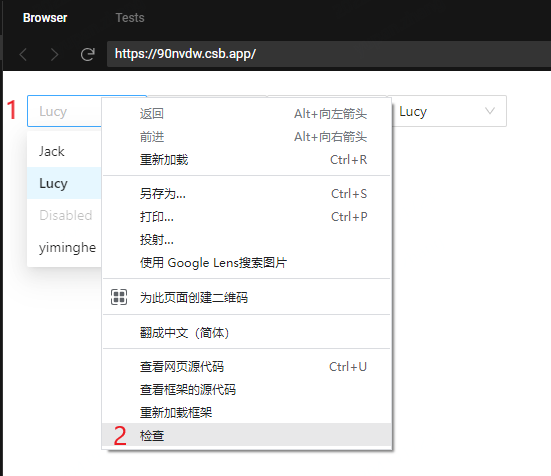 Browser Tests
https://90nvdw.csb.app/
1 Lucy Lucy
Jack
Lucy
Disabled
yiminghe
返回 Alt+向左箭头
前进 Alt+向右箭头
重新加载 Ctrl+R
另存为... Ctrl+S
打印... Ctrl+P
投射...
使用 Google Lens搜索图片
为此页面创建二维码
翻成中文（简体）
查看网页源代码 Ctrl+U
查看框架的源代码
重新加载框架
2 检查